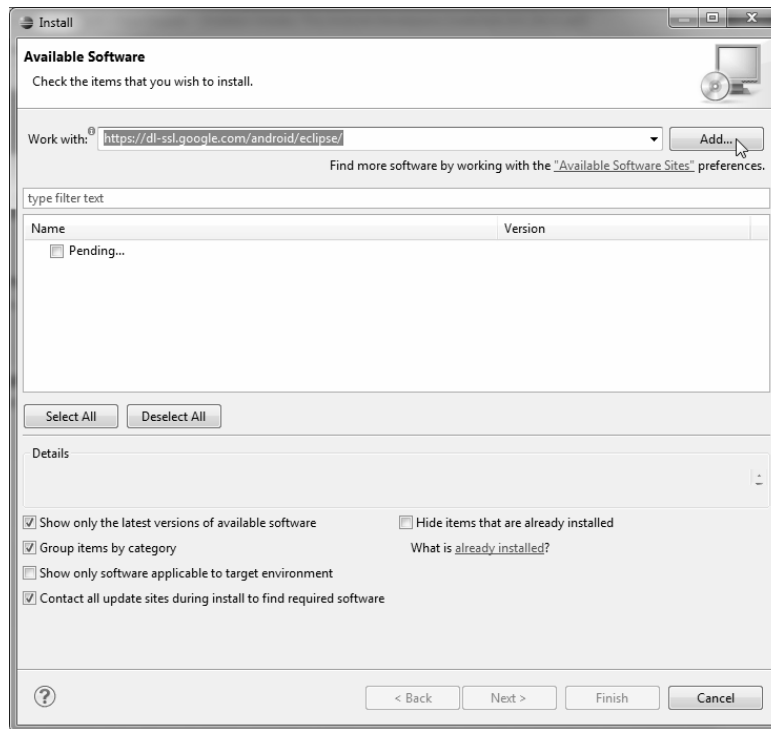 Install
Available Software
Check the items that you wish to install.
Work with: https://dl-ssl.google.com/android/eclipse/ Add...
Find more software by working with the "Available Software Sites" preferences.
type filter text
Name Version
Pending...
Select All Deselect All
Details
Show only the latest versions of available software Hide items that are already installed
Group items by category What is already installed?
Show only software applicable to target environment
Contact all update sites during install to find required software
? < Back Next > Finish Cancel